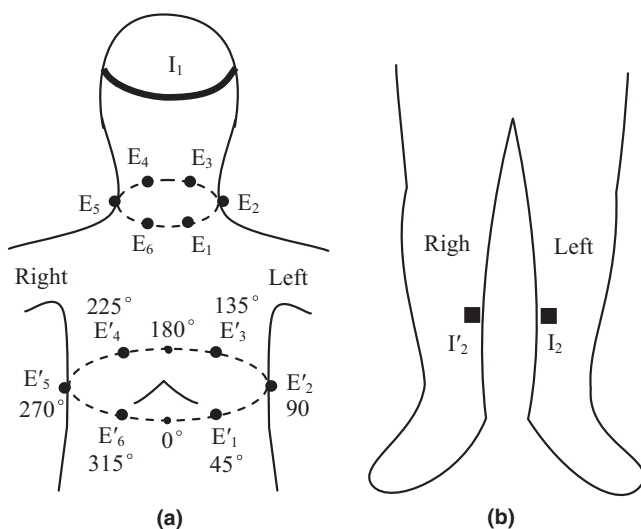 I₁
E₄ E₃
E₅ E₂
E₆ E₁
Right Left
225° 135°
E′₄ 180° E′₃
E′₅ E′₂
270° 90
E′₆ 0° E′₁
315° 45°
(a)
Righ Left
I′₂ I₂
(b)